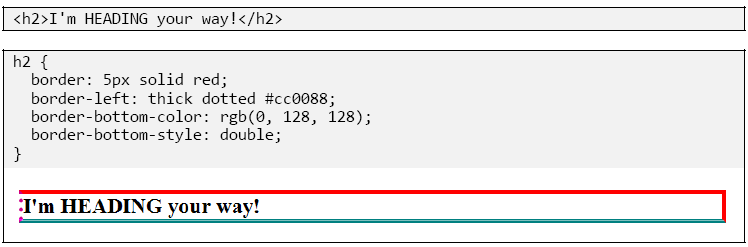 <h2>I'm HEADING your way!</h2>
h2 {
  border: 5px solid red;
  border-left: thick dotted #cc0088;
  border-bottom-color: rgb(0, 128, 128);
  border-bottom-style: double;
}
I'm HEADING your way!